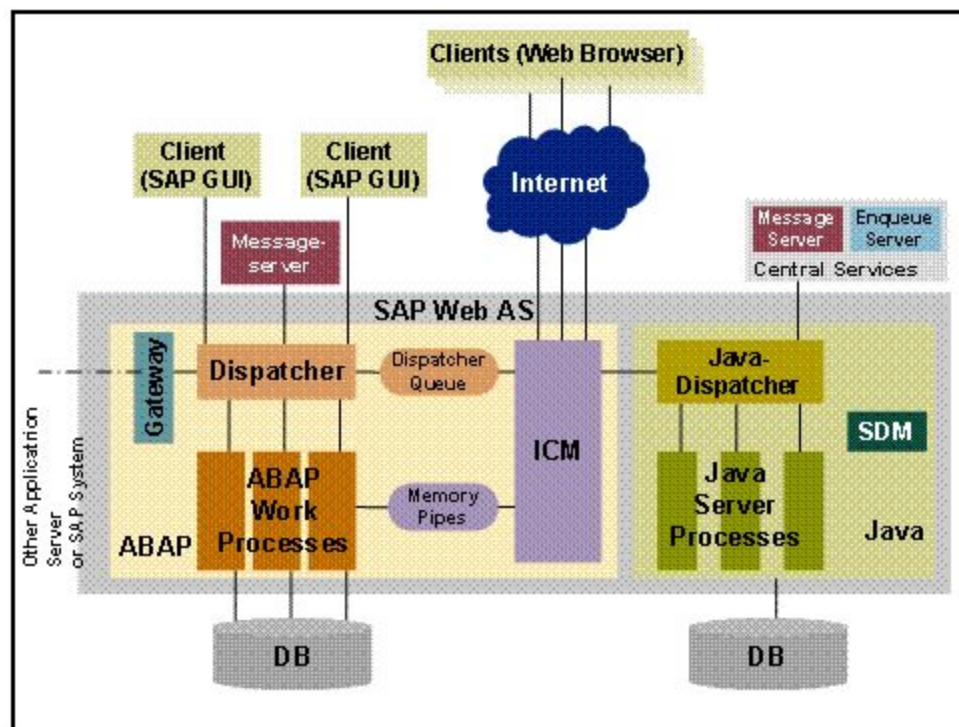 Clients (Web Browser)
Client
(SAP GUI)
Client
(SAP GUI)
Internet
Message-
server
Message
Server
Enqueue
Server
Central Services
SAP Web AS
Gateway
Dispatcher
Dispatcher
Queue
Java-
Dispatcher
SDM
ICM
ABAP
Work
Processes
Memory
Pipes
Java
Server
Processes
ABAP
Java
Other Applicatrion
Server
or SAP System
DB
DB